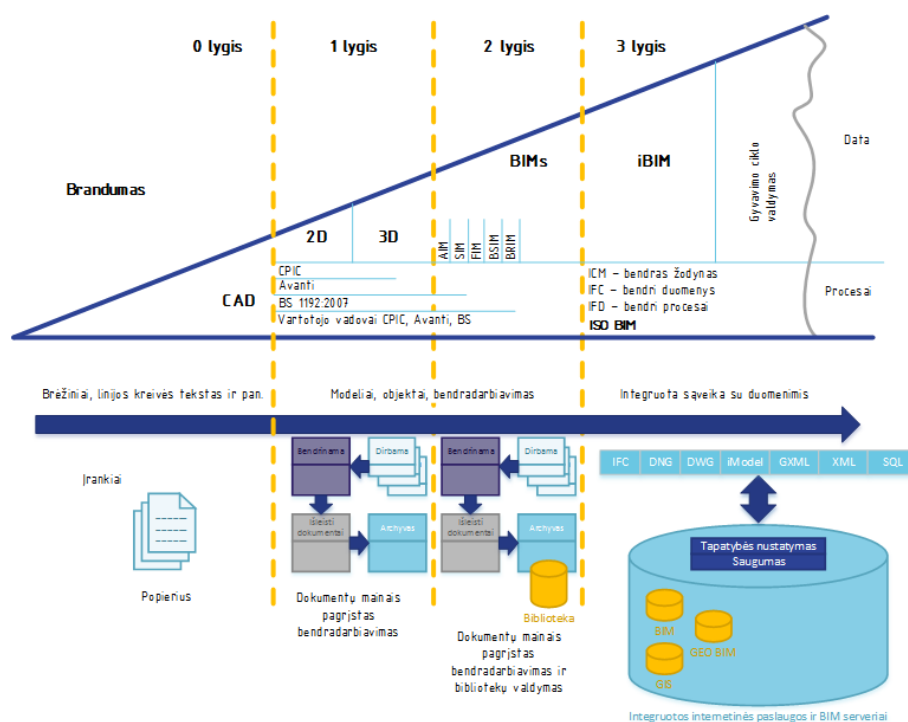 0 lygis
1 lygis
2 lygis
3 lygis
Brandumas
CAD
2D
3D
BIMs
AIM
SIM
FIM
BSIM
BRIM
iBIM
Gyvavimo ciklo
valdymas
Data
Procesai
CPIC
Avanti
BS 1192:2007
Vartotojo vadovai CPIC, Avanti, BS
ICM – bendras žodynas
IFC – bendri duomenys
IFD – bendri procesai
ISO BIM
Brėžiniai, linijos kreivės tekstas ir pan.
Modeliai, objektai, bendradarbiavimas
Integruota sąveika su duomenimis
Įrankiai
Popierius
Bendrinama
Dirbama
Išleisti
dokumentai
Archyvas
Dokumentų mainais
pagrįstas
bendradarbiavimas
Bendrinama
Dirbama
Išleisti
dokumentai
Archyvas
Biblioteka
Dokumentų mainais
pagrįstas
bendradarbiavimas ir
bibliotekų valdymas
IFC
DNG
DWG
iModel
GXML
XML
SQL
Tapatybės nustatymas
Saugumas
BIM
GEO BIM
GIS
Integruotos internetinės paslaugos ir BIM serveriai